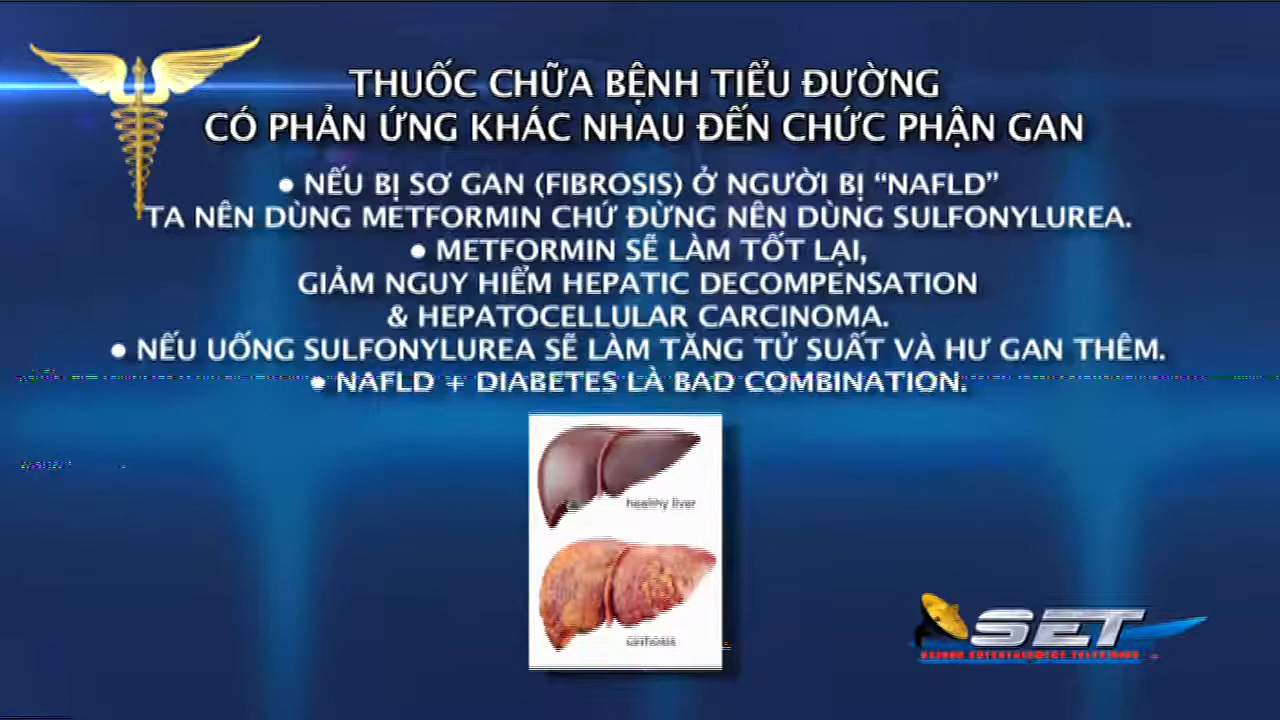 THUỐC CHỮA BỆNH TIỂU ĐƯỜNG
CÓ PHẢN ỨNG KHÁC NHAU ĐẾN CHỨC PHẬN GAN
● NẾU BỊ SƠ GAN (FIBROSIS) Ở NGƯỜI BỊ “NAFLD”
TA NÊN DÙNG METFORMIN CHỨ ĐỪNG NÊN DÙNG SULFONYLUREA.
● METFORMIN SẼ LÀM TỐT LẠI,
GIẢM NGUY HIỂM HEPATIC DECOMPENSATION
& HEPATOCELLULAR CARCINOMA.
● NẾU UỐNG SULFONYLUREA SẼ LÀM TĂNG TỬ SUẤT VÀ HƯ GAN THÊM.
● NAFLD + DIABETES LÀ BAD COMBINATION.
healthy liver
cirrhosis
SET
SAIGON ENTERTAINMENT TELEVISION